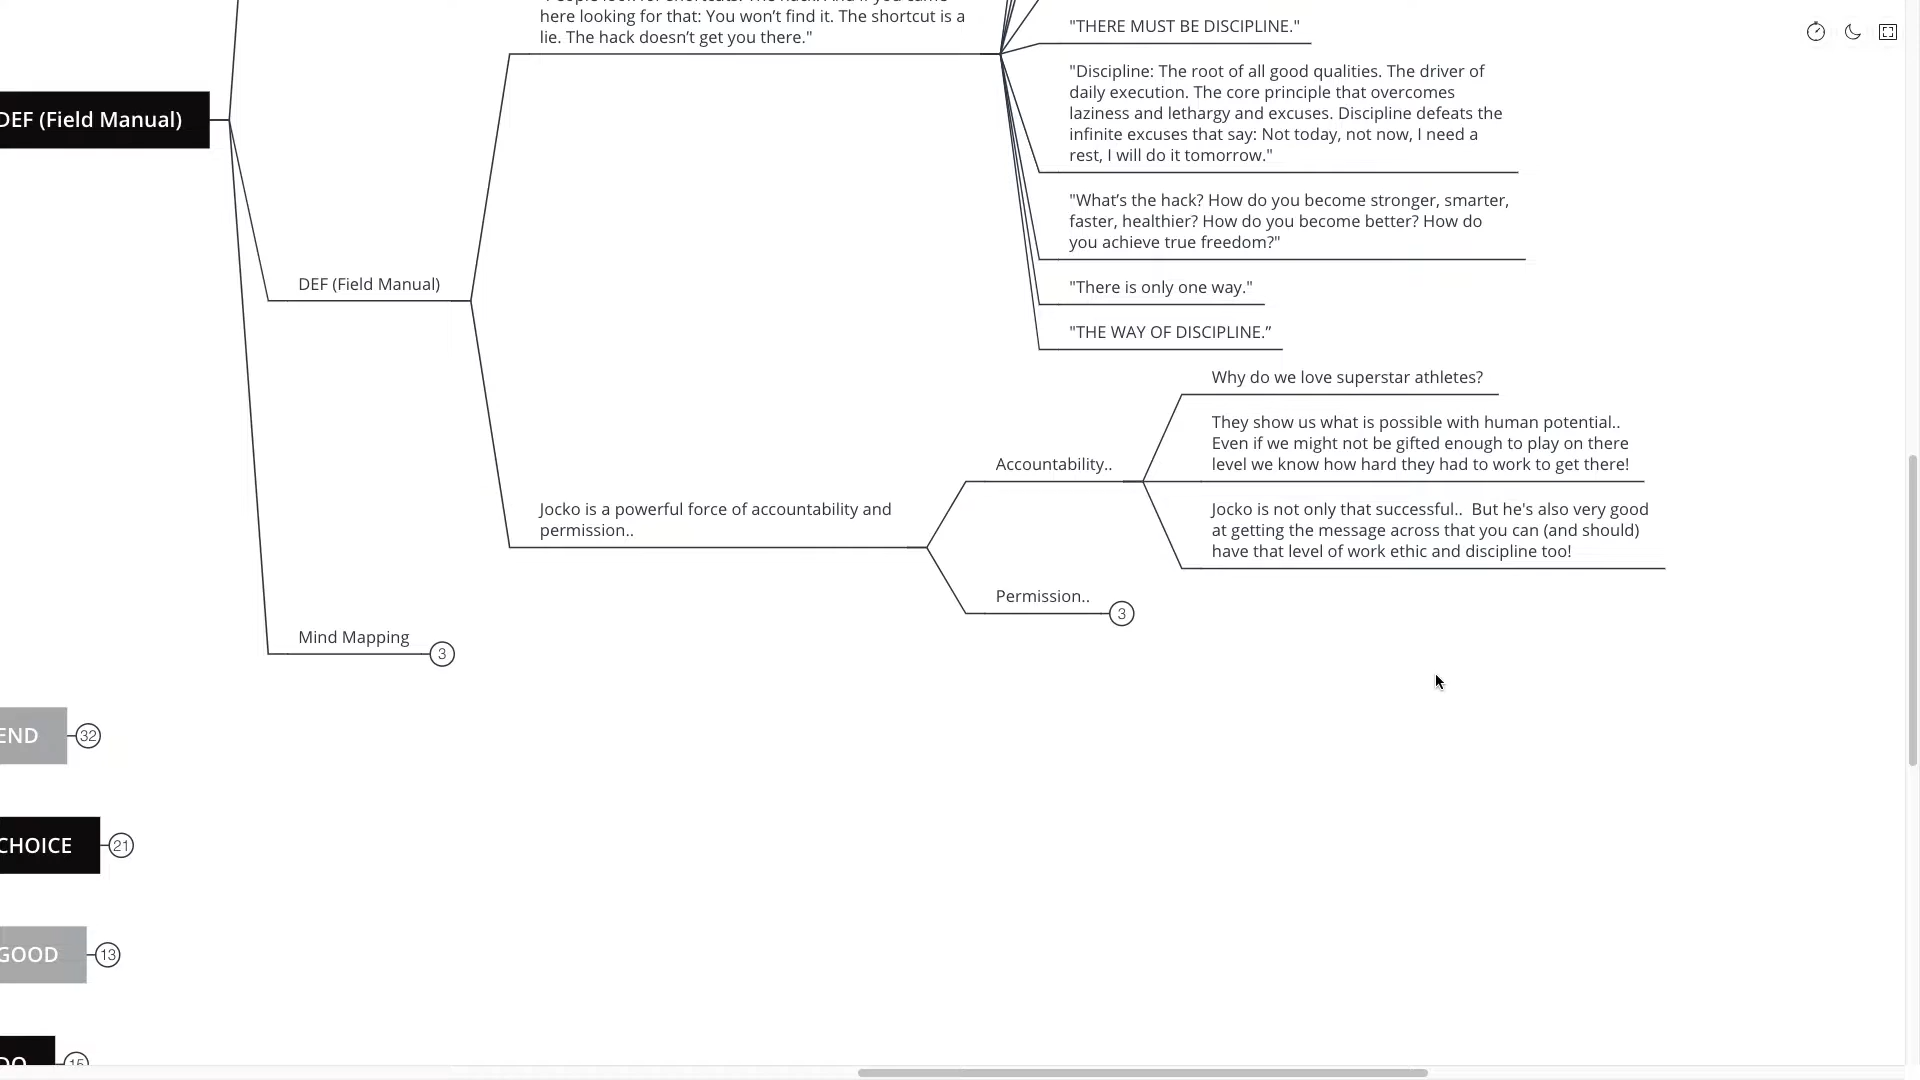 here looking for that: You won’t find it. The shortcut is a
lie. The hack doesn’t get you there."
"THERE MUST BE DISCIPLINE."
"Discipline: The root of all good qualities. The driver of
daily execution. The core principle that overcomes
laziness and lethargy and excuses. Discipline defeats the
infinite excuses that say: Not today, not now, I need a
rest, I will do it tomorrow."
"What’s the hack? How do you become stronger, smarter,
faster, healthier? How do you become better? How do
you achieve true freedom?"
"There is only one way."
"THE WAY OF DISCIPLINE.”
DEF (Field Manual)
DEF (Field Manual)
Why do we love superstar athletes?
They show us what is possible with human potential..
Even if we might not be gifted enough to play on there
level we know how hard they had to work to get there!
Accountability..
Jocko is not only that successful..  But he's also very good
at getting the message across that you can (and should)
have that level of work ethic and discipline too!
Jocko is a powerful force of accountability and
permission..
Permission.. 3
Mind Mapping 3
END 32
CHOICE 21
GOOD 13
15